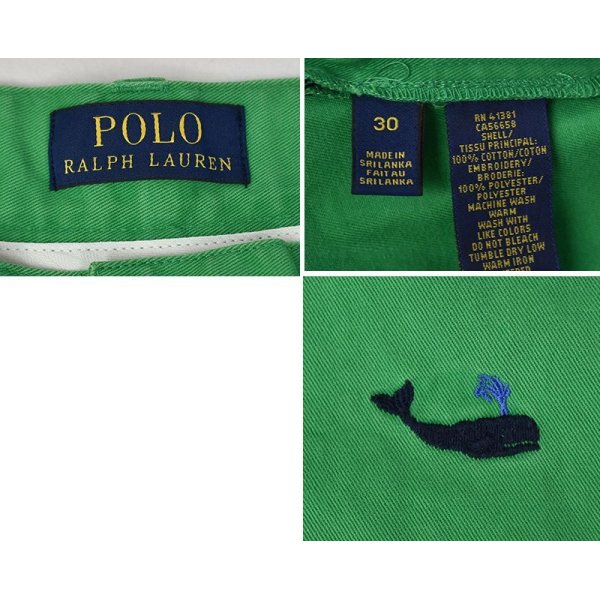 POLO
RALPH LAUREN
30
MADE IN
SRI LANKA
FAIT AU
SRI LANKA
RN 41381
CA56658
SHELL/
TISSU PRINCIPAL:
100% COTTON/COTON
EMBROIDERY/
BRODERIE:
100% POLYESTER/
POLYESTER
MACHINE WASH
WARM
WASH WITH
LIKE COLORS
DO NOT BLEACH
TUMBLE DRY LOW
WARM IRON